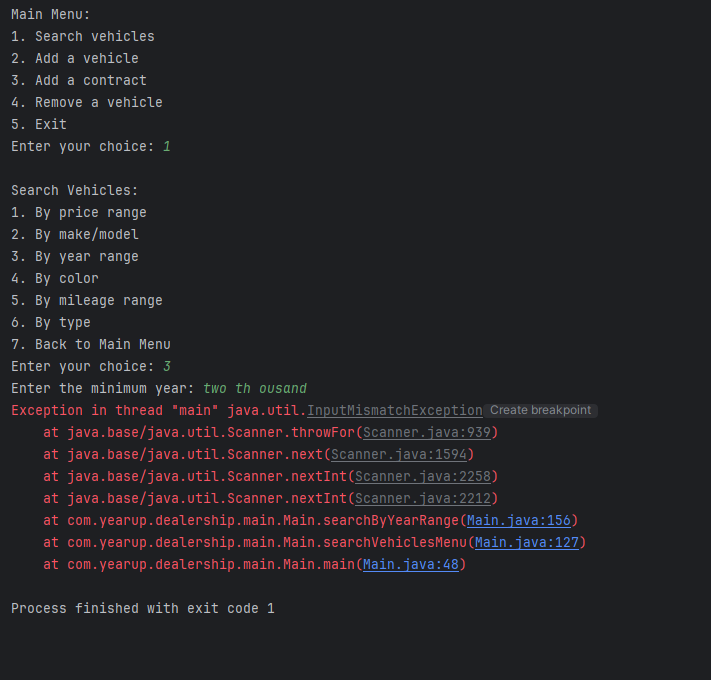 Main Menu:
1. Search vehicles
2. Add a vehicle
3. Add a contract
4. Remove a vehicle
5. Exit
Enter your choice: 1
Search Vehicles:
1. By price range
2. By make/model
3. By year range
4. By color
5. By mileage range
6. By type
7. Back to Main Menu
Enter your choice: 3
Enter the minimum year: two th ousand
Exception in thread "main" java.util.InputMismatchException Create breakpoint
at java.base/java.util.Scanner.throwFor(Scanner.java:939)
at java.base/java.util.Scanner.next(Scanner.java:1594)
at java.base/java.util.Scanner.nextInt(Scanner.java:2258)
at java.base/java.util.Scanner.nextInt(Scanner.java:2212)
at com.yearup.dealership.main.Main.searchByYearRange(Main.java:156)
at com.yearup.dealership.main.Main.searchVehiclesMenu(Main.java:127)
at com.yearup.dealership.main.Main.main(Main.java:48)
Process finished with exit code 1